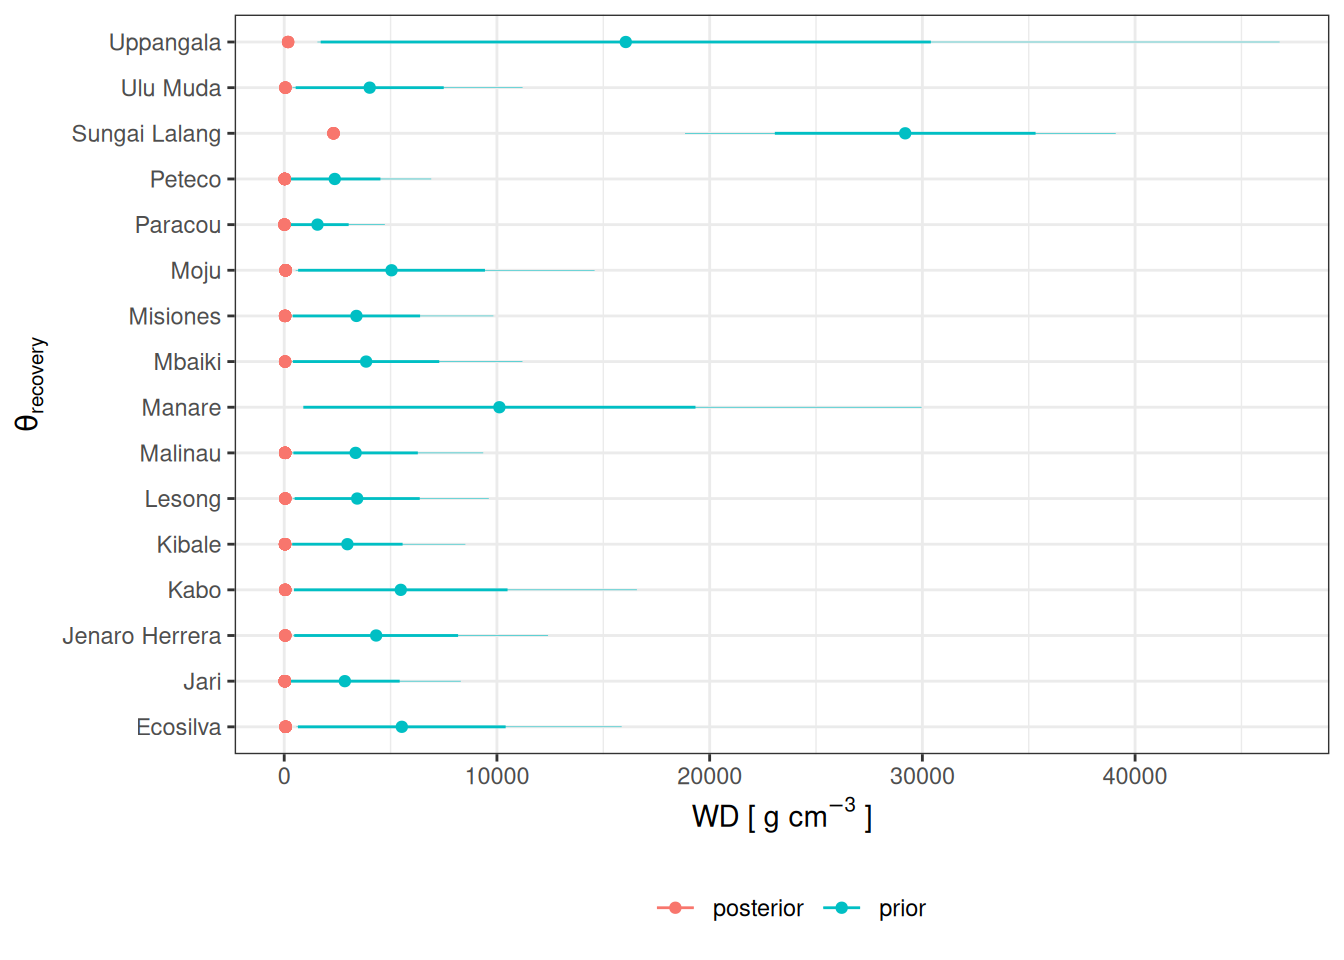 Uppangala
Ulu Muda
Sungai Lalang
Peteco
Paracou
Moju
Misiones
Mbaiki
Manare
Malinau
Lesong
Kibale
Kabo
Jenaro Herrera
Jari
Ecosilva
θrecovery
0 10000 20000 30000 40000
WD [ g cm−3 ]
posterior prior